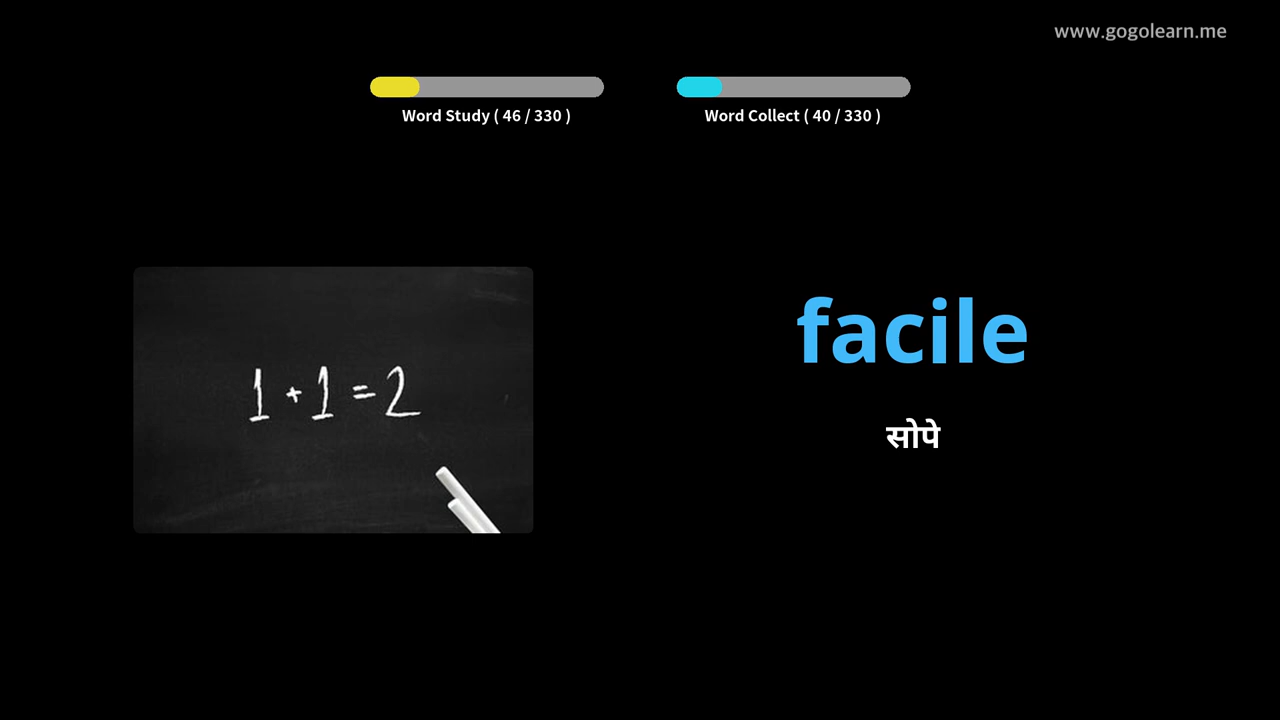 www.gogolearn.me
Word Study ( 46 / 330 )
Word Collect ( 40 / 330 )
1 + 1 = 2
facile
सोपे